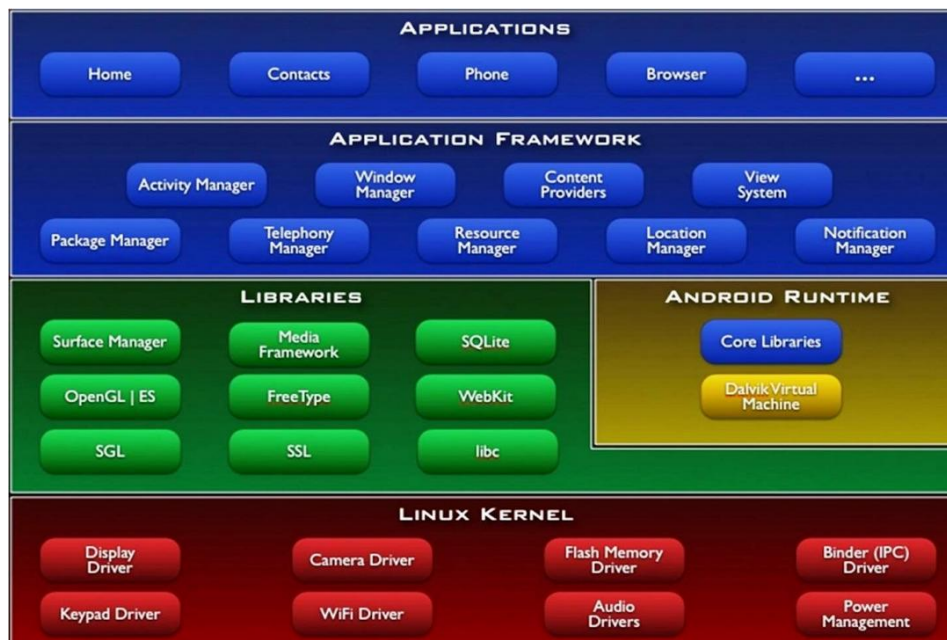 APPLICATIONS
Home
Contacts
Phone
Browser
...
APPLICATION FRAMEWORK
Activity Manager
Window
Manager
Content
Providers
View
System
Package Manager
Telephony
Manager
Resource
Manager
Location
Manager
Notification
Manager
LIBRARIES
Surface Manager
Media
Framework
SQLite
OpenGL | ES
FreeType
WebKit
SGL
SSL
libc
ANDROID RUNTIME
Core Libraries
Dalvik Virtual
Machine
LINUX KERNEL
Display
Driver
Camera Driver
Flash Memory
Driver
Binder (IPC)
Driver
Keypad Driver
WiFi Driver
Audio
Drivers
Power
Management